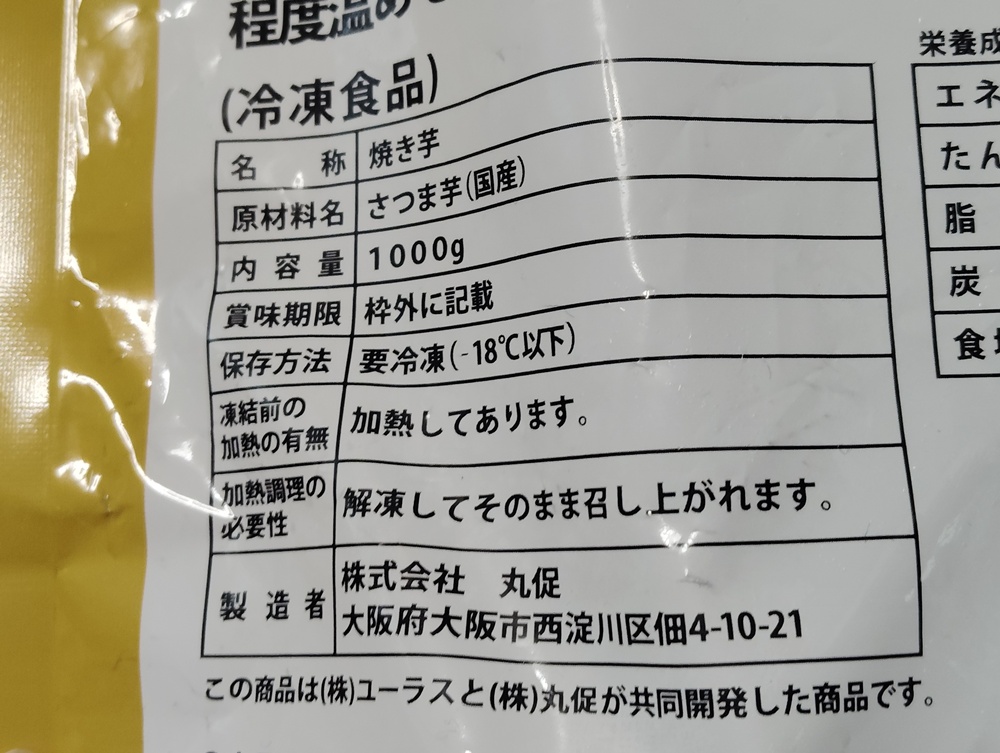 程度温め
(冷凍食品)
名称 焼き芋
原材料名 さつま芋(国産)
内容量 1000g
賞味期限 枠外に記載
保存方法 要冷凍(-18℃以下)
凍結前の
加熱の有無 加熱してあります。
加熱調理の
必要性 解凍してそのまま召し上がれます。
製造者 株式会社 丸促
大阪府大阪市西淀川区佃4-10-21
この商品は(株)ユーラスと(株)丸促が共同開発した商品です。
栄養成
エネ
たん
脂
炭
食塩